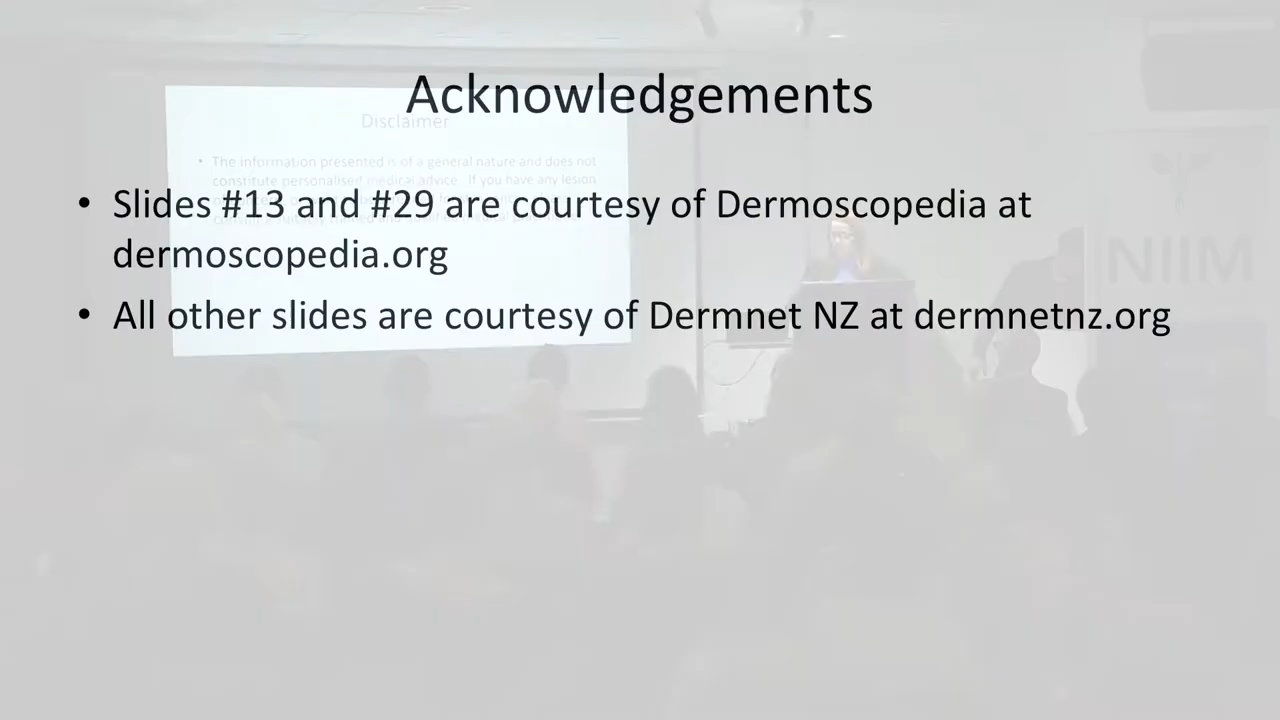 Acknowledgements
• Slides #13 and #29 are courtesy of Dermoscopedia at
dermoscopedia.org
• All other slides are courtesy of Dermnet NZ at dermnetnz.org
Disclaimer
• The information presented is of a general nature and does not
constitute personalised medical advice. If you have any lesion
NIIM